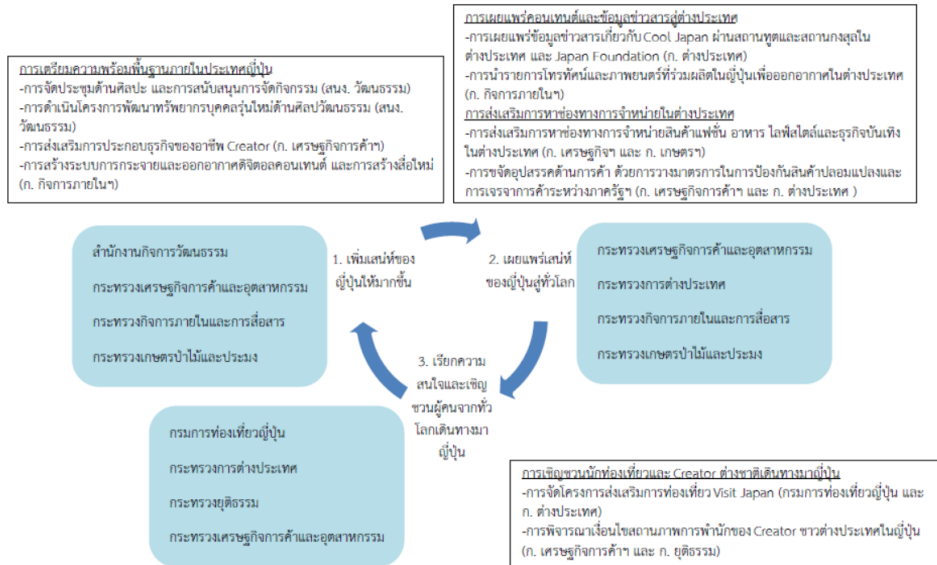 การเตรียมความพร้อมพื้นฐานภายในประเทศญี่ปุ่น
-การจัดประชุมด้านศิลปะ และการสนับสนุนการจัดกิจกรรม (สนง. วัฒนธรรม)
-การดำเนินโครงการพัฒนาทรัพยากรบุคคลรุ่นใหม่ด้านศิลปวัฒนธรรม (สนง.
วัฒนธรรม)
-การส่งเสริมการประกอบธุรกิจของอาชีพ Creator (ก. เศรษฐกิจการค้าฯ)
-การสร้างระบบการกระจายและออกอากาศดิจิตอลคอนเทนต์ และการสร้างสื่อใหม่
(ก. กิจการภายในฯ)
การเผยแพร่คอนเทนต์และข้อมูลข่าวสารสู่ต่างประเทศ
-การเผยแพร่ข้อมูลข่าวสารเกี่ยวกับ Cool Japan ผ่านสถานทูตและสถานกงสุลใน
ต่างประเทศ และ Japan Foundation (ก. ต่างประเทศ)
-การนำรายการโทรทัศน์และภาพยนตร์ที่ร่วมผลิตในญี่ปุ่นเพื่อออกอากาศในต่างประเทศ
(ก. กิจการภายในฯ)
การส่งเสริมการหาช่องทางการจำหน่ายในต่างประเทศ
-การส่งเสริมการหาช่องทางการจำหน่ายสินค้าแฟชั่น อาหาร ไลฟ์สไตล์และธุรกิจบันเทิง
ในต่างประเทศ (ก. เศรษฐกิจฯ และ ก. เกษตรฯ)
-การขจัดอุปสรรคด้านการค้า ด้วยการวางมาตรการในการป้องกันสินค้าปลอมแปลงและ
การเจรจาการค้าระหว่างภาครัฐฯ (ก. เศรษฐกิจการค้าฯ และ ก. ต่างประเทศ )
สำนักงานกิจการวัฒนธรรม
กระทรวงเศรษฐกิจการค้าและอุตสาหกรรม
กระทรวงกิจการภายในและการสื่อสาร
กระทรวงเกษตรป่าไม้และประมง
1. เพิ่มเสน่ห์ของ
ญี่ปุ่นให้มากขึ้น
2. เผยแพร่เสน่ห์
ของญี่ปุ่นสู่ทั่วโลก
กระทรวงเศรษฐกิจการค้าและอุตสาหกรรม
กระทรวงการต่างประเทศ
กระทรวงกิจการภายในและการสื่อสาร
กระทรวงเกษตรป่าไม้และประมง
3. เรียกความ
สนใจและเชิญ
ชวนผู้คนจากทั่ว
โลกเดินทางมา
ญี่ปุ่น
กรมการท่องเที่ยวญี่ปุ่น
กระทรวงการต่างประเทศ
กระทรวงยุติธรรม
กระทรวงเศรษฐกิจการค้าและอุตสาหกรรม
การเชิญชวนนักท่องเที่ยวและ Creator ต่างชาติเดินทางมาญี่ปุ่น
-การจัดโครงการส่งเสริมการท่องเที่ยว Visit Japan (กรมการท่องเที่ยวญี่ปุ่น และ
ก. ต่างประเทศ)
-การพิจารณาเงื่อนไขสถานภาพการพำนักของ Creator ชาวต่างประเทศในญี่ปุ่น
(ก. เศรษฐกิจการค้าฯ และ ก. ยุติธรรม)